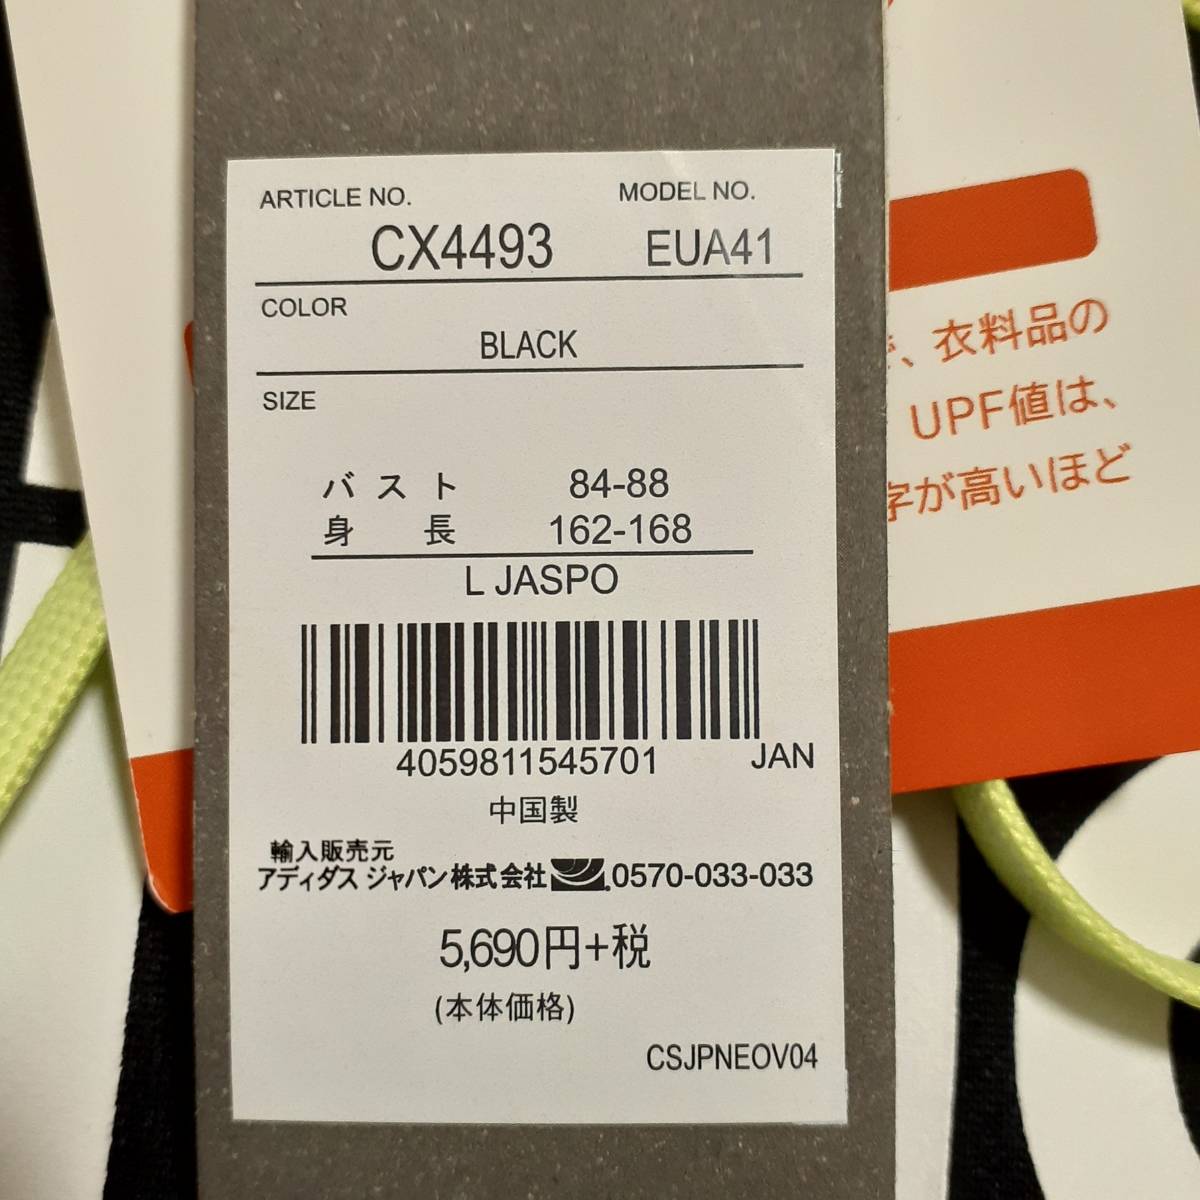 ARTICLE NO. MODEL NO.
CX4493 EUA41
COLOR
BLACK
SIZE
バスト 84-88
身長 162-168
L JASPO
4059811545701 JAN
中国製
輸入販売元
アディダス ジャパン株式会社 0570-033-033
5,690円+税
(本体価格)
CSJPNEOV04
、衣料品の
UPF値は、
字が高いほど